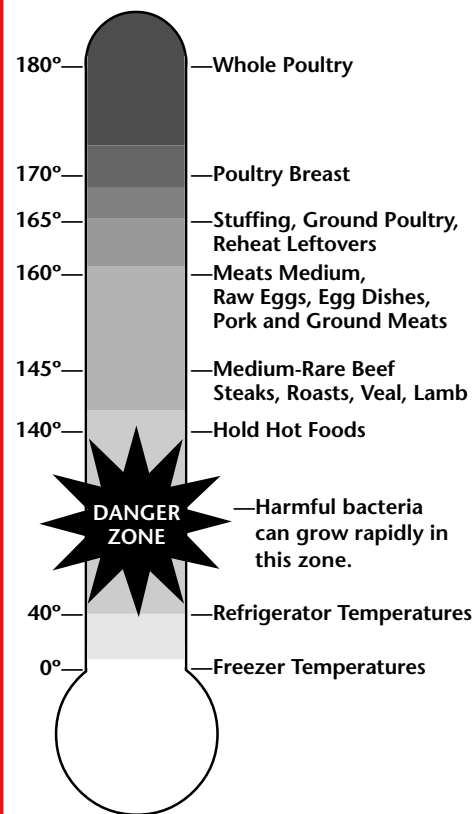 180º—
—Whole Poultry
170º—
—Poultry Breast
165º—
—Stuffing, Ground Poultry,
Reheat Leftovers
160º—
—Meats Medium,
Raw Eggs, Egg Dishes,
Pork and Ground Meats
145º—
—Medium-Rare Beef
Steaks, Roasts, Veal, Lamb
140º—
—Hold Hot Foods
DANGER
ZONE
—Harmful bacteria
can grow rapidly in
this zone.
40º—
—Refrigerator Temperatures
0º—
—Freezer Temperatures